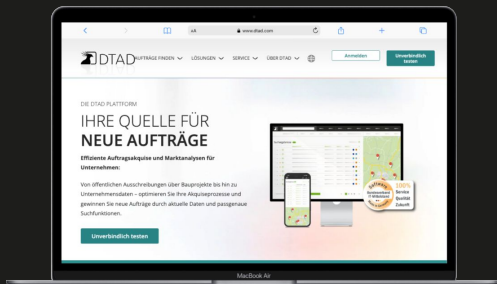 AA
www.dtad.com
DTAD
AUFTRÄGE FINDEN
LÖSUNGEN
SERVICE
ÜBER DTAD
Anmelden
Unverbindlich
testen
DIE DTAD PLATTFORM
IHRE QUELLE FÜR
NEUE AUFTRÄGE
Effiziente Auftragsakquise und Marktanalysen für
Unternehmen:
Von öffentlichen Ausschreibungen über Bauprojekte bis hin zu
Unternehmensdaten – optimieren Sie Ihre Akquiseprozesse und
gewinnen Sie neue Aufträge durch aktuelle Daten und passgenaue
Suchfunktionen.
Unverbindlich testen
Software
100%
Service
Qualität
Zukunft
MacBook Air